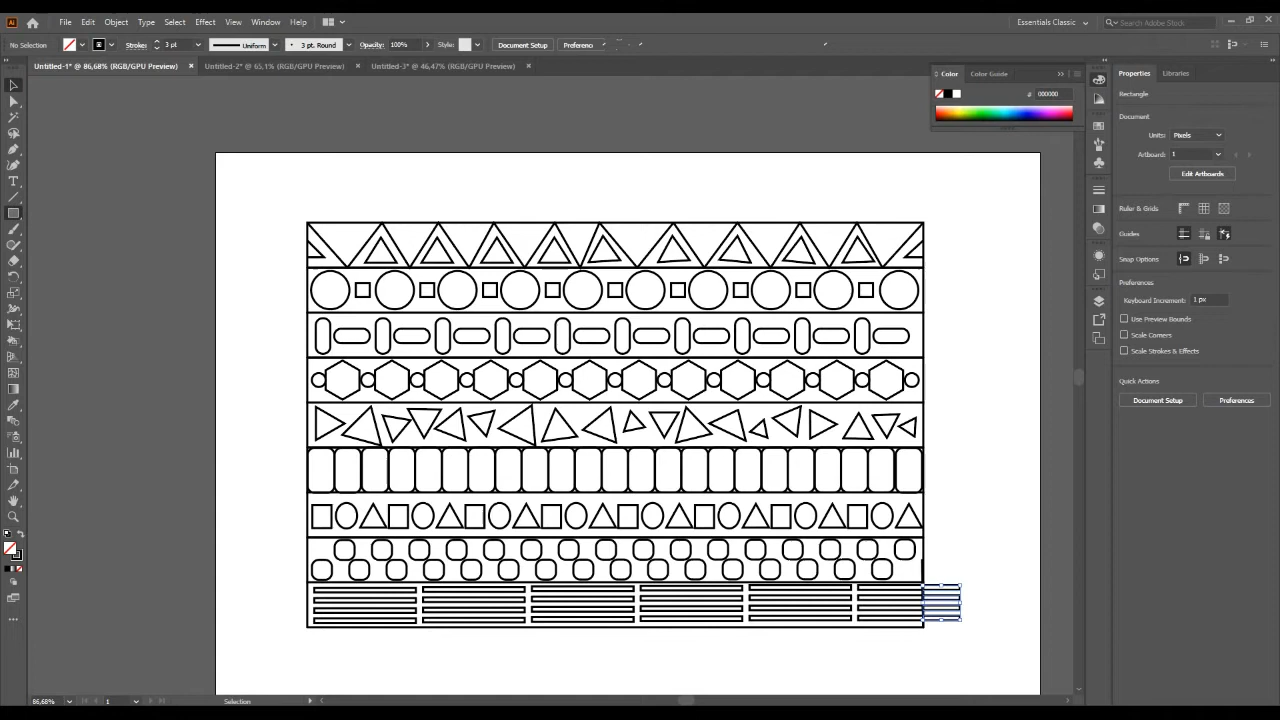 Ai File Edit Object Type Select Effect View Window Help Essentials Classic Search Adobe Stock
No Selection Stroke: 3 pt Uniform 3 pt. Round Opacity: 100% Style: Document Setup Preferenc
Untitled-1* @ 86,68% (RGB/GPU Preview) × Untitled-2* @ 65,1% (RGB/GPU Preview) × Untitled-3* @ 46,47% (RGB/GPU Preview) ×
Color Color Guide
# 000000
Properties Libraries
Rectangle
Document
Units: Pixels
Artboard: 1
Edit Artboards
Ruler & Grids
Guides
Snap Options
Preferences
Keyboard Increment: 1 px
Use Preview Bounds
Scale Corners
Scale Strokes & Effects
Quick Actions
Document Setup Preferences
86,68% 1 Selection